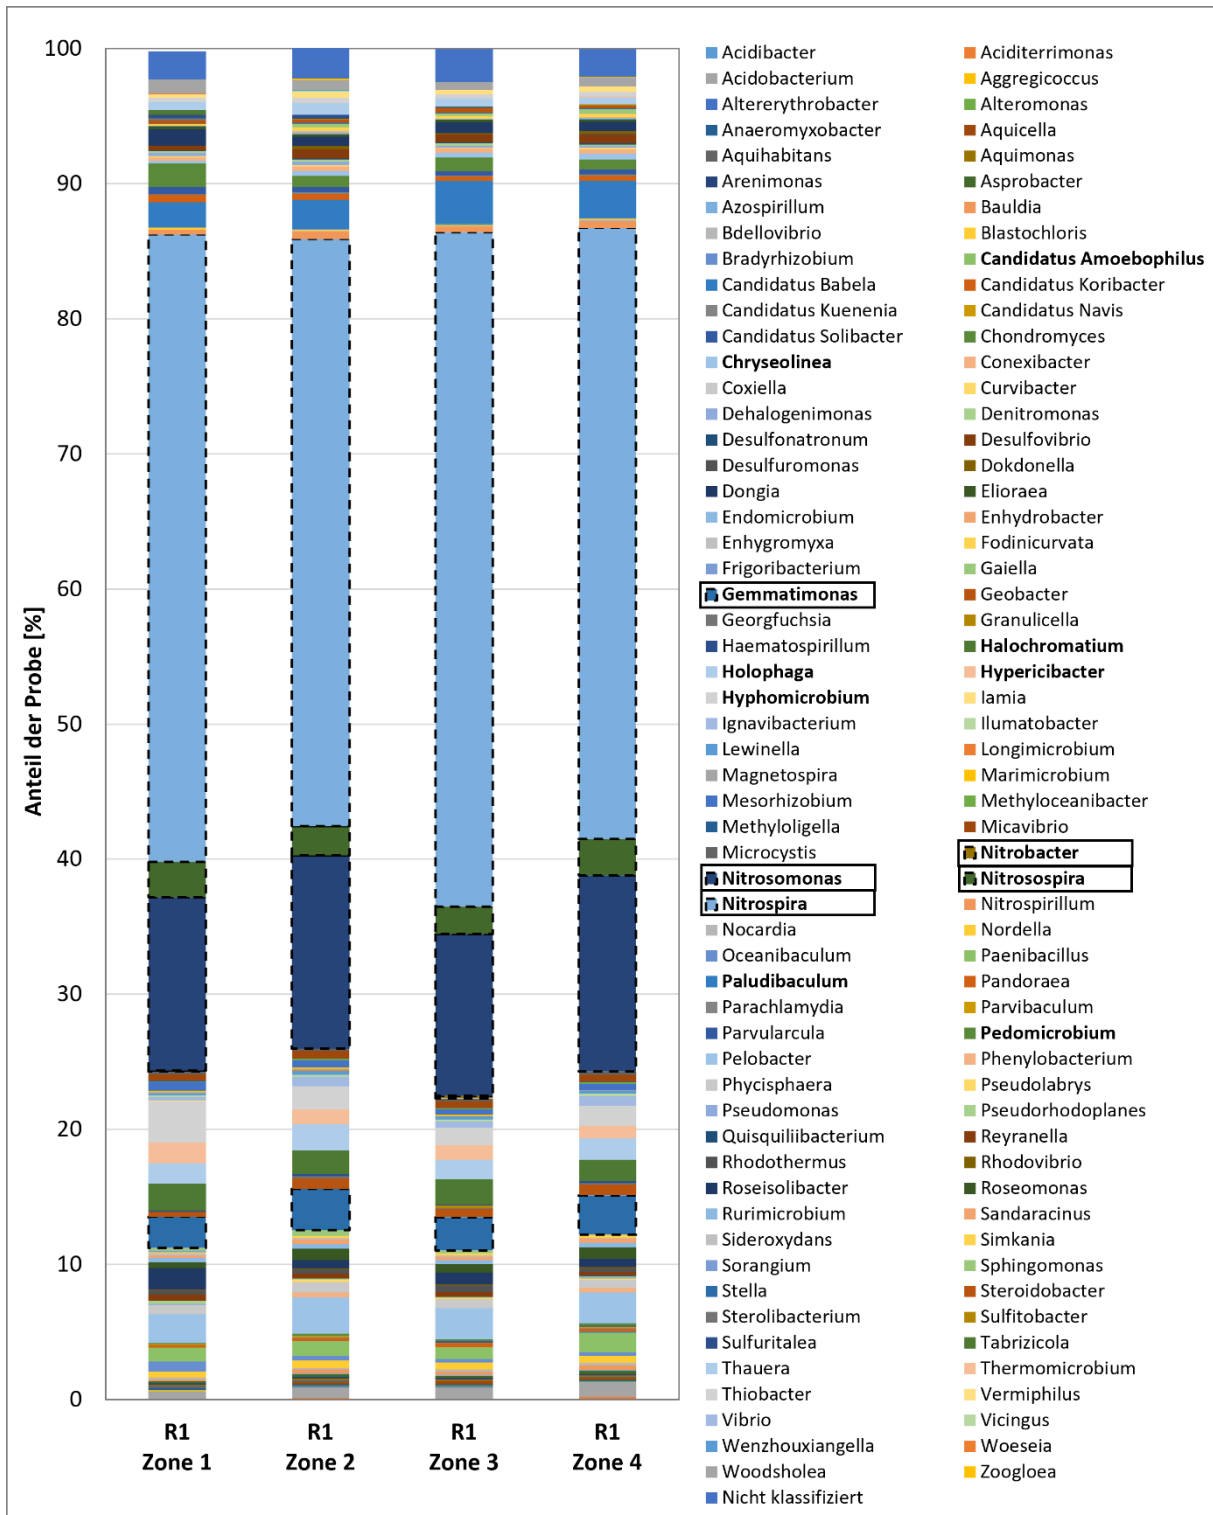 100
90
80
70
60
50
40
30
20
10
0
Anteil der Probe [%]
R1 R1 R1 R1
Zone 1 Zone 2 Zone 3 Zone 4
Acidibacter Aciditerrimonas
Acidobacterium Aggregicoccus
Altererythrobacter Alteromonas
Anaeromyxobacter Aquicella
Aquihabitans Aquimonas
Arenimonas Asprobacter
Azospirillum Bauldia
Bdellovibrio Blastochloris
Bradyrhizobium Candidatus Amoebophilus
Candidatus Babela Candidatus Koribacter
Candidatus Kuenenia Candidatus Navis
Candidatus Solibacter Chondromyces
Chryseolinea Conexibacter
Coxiella Curvibacter
Dehalogenimonas Denitromonas
Desulfonatronum Desulfovibrio
Desulfuromonas Dokdonella
Dongia Elioraea
Endomicrobium Enhydrobacter
Enhygromyxa Fodinicurvata
Frigoribacterium Gaiella
Gemmatimonas Geobacter
Georgfuchsia Granulicella
Haematospirillum Halochromatium
Holophaga Hypericibacter
Hyphomicrobium Iamia
Ignavibacterium Ilumatobacter
Lewinella Longimicrobium
Magnetospira Marimicrobium
Mesorhizobium Methyloceanibacter
Methyloligella Micavibrio
Microcystis Nitrobacter
Nitrosomonas Nitrosospira
Nitrospira Nitrospirillum
Nocardia Nordella
Oceanibaculum Paenibacillus
Paludibaculum Pandoraea
Parachlamydia Parvibaculum
Parvularcula Pedomicrobium
Pelobacter Phenylobacterium
Phycisphaera Pseudolabrys
Pseudomonas Pseudorhodoplanes
Quisquiliibacterium Reyranella
Rhodothermus Rhodovibrio
Roseisolibacter Roseomonas
Rurimicrobium Sandaracinus
Sideroxydans Simkania
Sorangium Sphingomonas
Stella Steroidobacter
Sterolibacterium Sulfitobacter
Sulfuritalea Tabrizicola
Thauera Thermomicrobium
Thiobacter Vermiphilus
Vibrio Vicingus
Wenzhouxiangella Woeseia
Woodsholea Zoogloea
Nicht klassifiziert